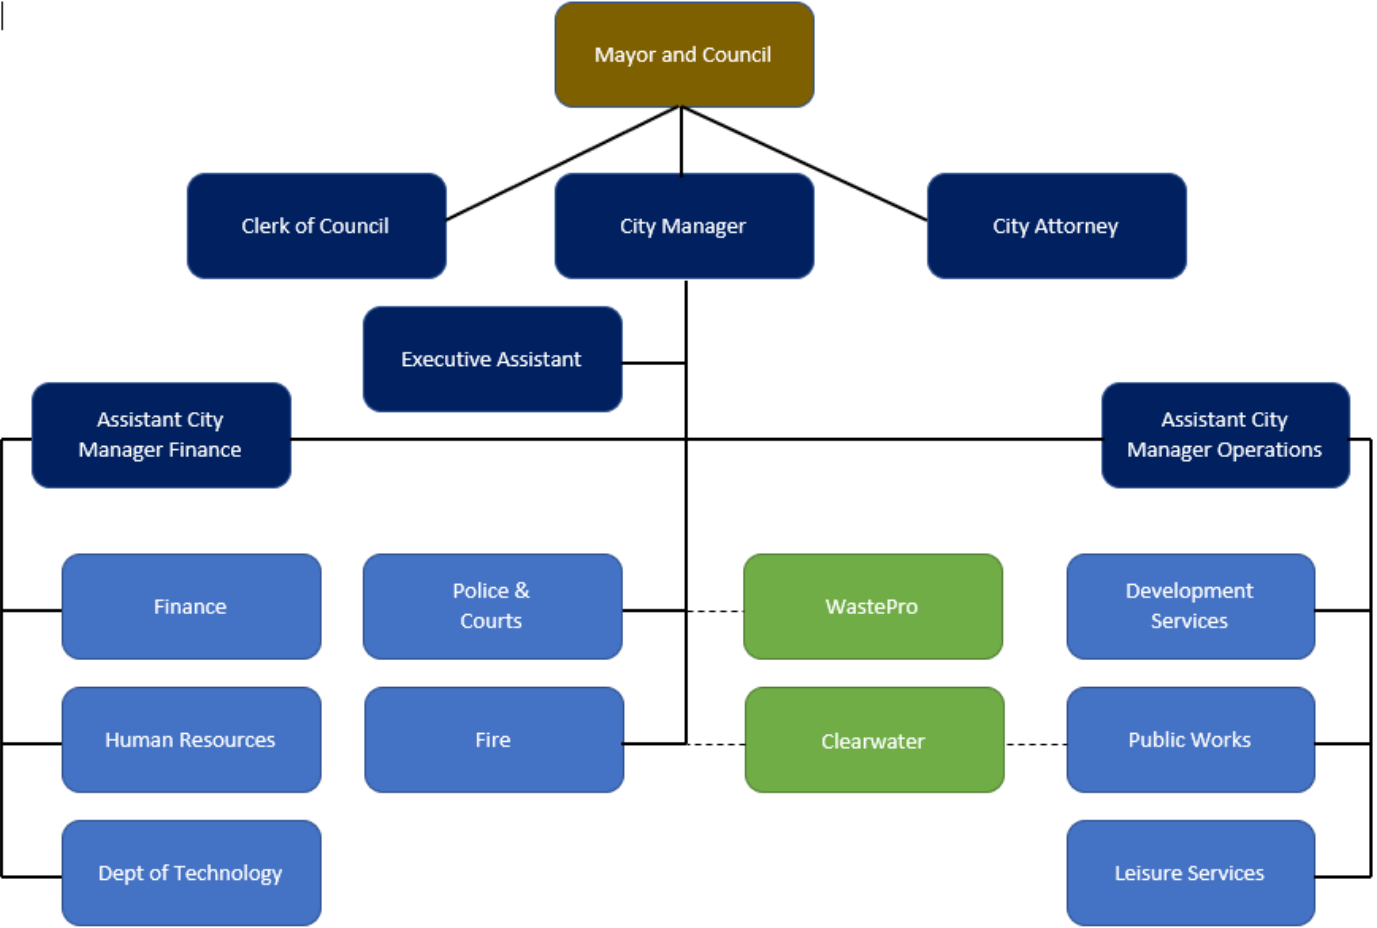 Mayor and Council
Clerk of Council
City Manager
City Attorney
Executive Assistant
Assistant City
Manager Finance
Assistant City
Manager Operations
Finance
Police &
Courts
WastePro
Development
Services
Human Resources
Fire
Clearwater
Public Works
Dept of Technology
Leisure Services